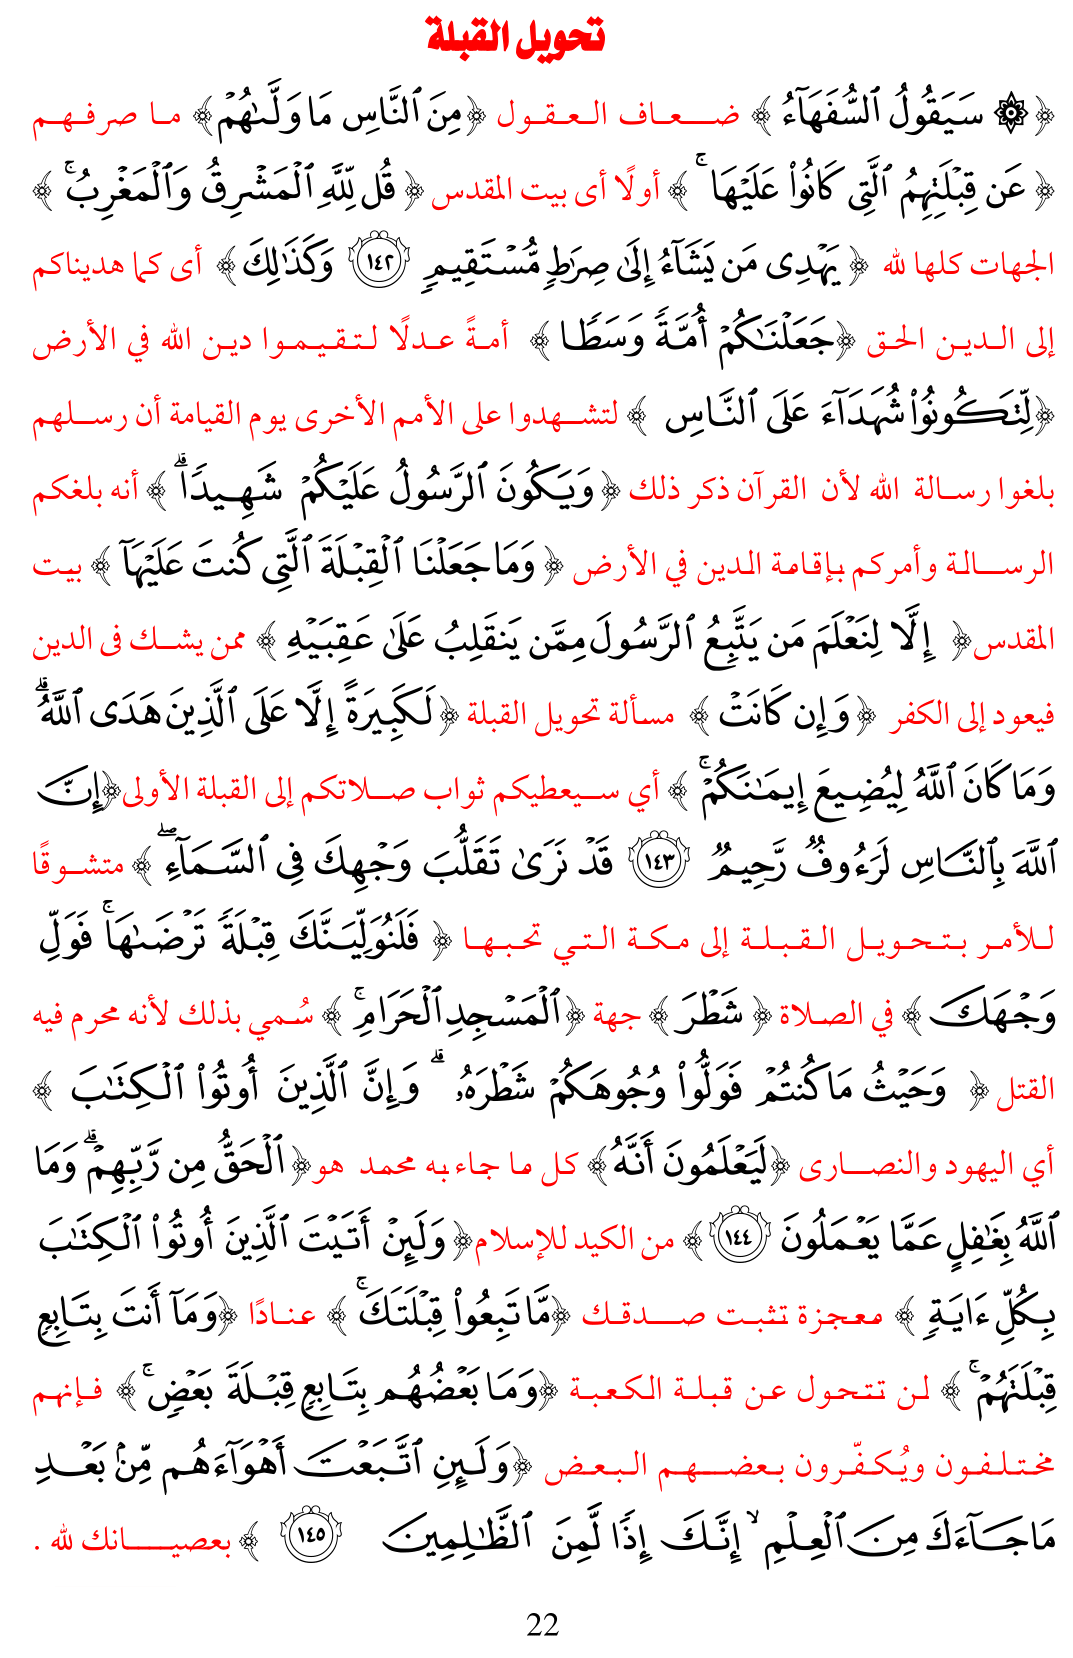 تحويل القبلة
﴿ ۞ سَيَقُولُ ٱلسُّفَهَآءُ ﴾ ضعاف العقول ﴿مِنَ ٱلنَّاسِ مَا وَلَّىٰهُمۡ﴾ ما صرفهم
﴿ عَن قِبۡلَتِهِمُ ٱلَّتِى كَانُواْ عَلَيۡهَا ۚ ﴾ أولًا أى بيت المقدس ﴿ قُل لِّلَّهِ ٱلۡمَشۡرِقُ وَٱلۡمَغۡرِبُ ۚ ﴾
الجهات كلها لله ﴿ يَهۡدِى مَن يَشَآءُ إِلَىٰ صِرَٰطٍ مُّسۡتَقِيمٍ ١٤٢ وَكَذَٰلِكَ ﴾ أى كما هديناكم
إلى الدين الحق ﴿جَعَلۡنَـٰكُمۡ أُمَّةً وَسَطًا ﴾ أمةً عدلًا لتقيموا دين الله في الأرض
﴿لِّتَكُونُواْ شُهَدَآءَ عَلَى ٱلنَّاسِ ﴾ لتشهدوا على الأمم الأخرى يوم القيامة أن رسلهم
بلغوا رسالة الله لأن القرآن ذكر ذلك ﴿ وَيَكُونَ ٱلرَّسُولُ عَلَيۡكُمۡ شَهِيدًا ۗ ﴾ أنه بلغكم
الرسالة وأمركم بإقامة الدين في الأرض ﴿ وَمَا جَعَلۡنَا ٱلۡقِبۡلَةَ ٱلَّتِى كُنتَ عَلَيۡهَآ ﴾ بيت
المقدس﴿ إِلَّا لِنَعۡلَمَ مَن يَتَّبِعُ ٱلرَّسُولَ مِمَّن يَنقَلِبُ عَلَىٰ عَقِبَيۡهِ ﴾ ممن يشك فى الدين
فيعود إلى الكفر ﴿ وَإِن كَانَتۡ ﴾ مسألة تحويل القبلة ﴿لَكَبِيرَةً إِلَّا عَلَى ٱلَّذِينَ هَدَى ٱللَّهُ ۗ
وَمَا كَانَ ٱللَّهُ لِيُضِيعَ إِيمَـٰنَكُمۡ ۚ ﴾ أي سيعطيكم ثواب صلاتكم إلى القبلة الأولى﴿إِنَّ
ٱللَّهَ بِٱلنَّاسِ لَرَءُوفٌ رَّحِيمٌ ١٤٣ قَدۡ نَرَىٰ تَقَلُّبَ وَجۡهِكَ فِى ٱلسَّمَآءِ ۖ ﴾ متشوقًا
للأمر بتحويل القبلة إلى مكة التي تحبها ﴿ فَلَنُوَلِّيَنَّكَ قِبۡلَةً تَرۡضَىٰهَا ۚ فَوَلِّ
وَجۡهَكَ ﴾ في الصلاة ﴿ شَطۡرَ ﴾ جهة ﴿ٱلۡمَسۡجِدِ ٱلۡحَرَامِ ۚ ﴾ سُمي بذلك لأنه محرم فيه
القتل ﴿ وَحَيۡثُ مَا كُنتُمۡ فَوَلُّواْ وُجُوهَكُمۡ شَطۡرَهُۥ ۗ وَإِنَّ ٱلَّذِينَ أُوتُواْ ٱلۡكِتَـٰبَ ﴾
أي اليهود والنصارى ﴿لَيَعۡلَمُونَ أَنَّهُ﴾ كل ما جاء به محمد هو﴿ ٱلۡحَقُّ مِن رَّبِّهِمۡ ۗ وَمَا
ٱللَّهُ بِغَـٰفِلٍ عَمَّا يَعۡمَلُونَ ١٤٤ ﴾ من الكيد للإسلام﴿ وَلَئِنۡ أَتَيۡتَ ٱلَّذِينَ أُوتُواْ ٱلۡكِتَـٰبَ
بِكُلِّ ءَايَةٍ ﴾ معجزة تثبت صدقك ﴿مَّا تَبِعُواْ قِبۡلَتَكَ ۚ ﴾ عنادًا ﴿وَمَآ أَنتَ بِتَابِعٍ
قِبۡلَتَهُمۡ ۚ ﴾ لن تتحول عن قبلة الكعبة ﴿وَمَا بَعۡضُهُم بِتَابِعٍ قِبۡلَةَ بَعۡضٍ ۚ ﴾ فإنهم
مختلفون ويُكفّرون بعضهم البعض ﴿وَلَئِنِ ٱتَّبَعۡتَ أَهۡوَآءَهُم مِّنۢ بَعۡدِ
مَا جَآءَكَ مِنَ ٱلۡعِلۡمِ ۙ إِنَّكَ إِذًا لَّمِنَ ٱلظَّـٰلِمِينَ ١٤٥ ﴾ بعصيانك لله .
22